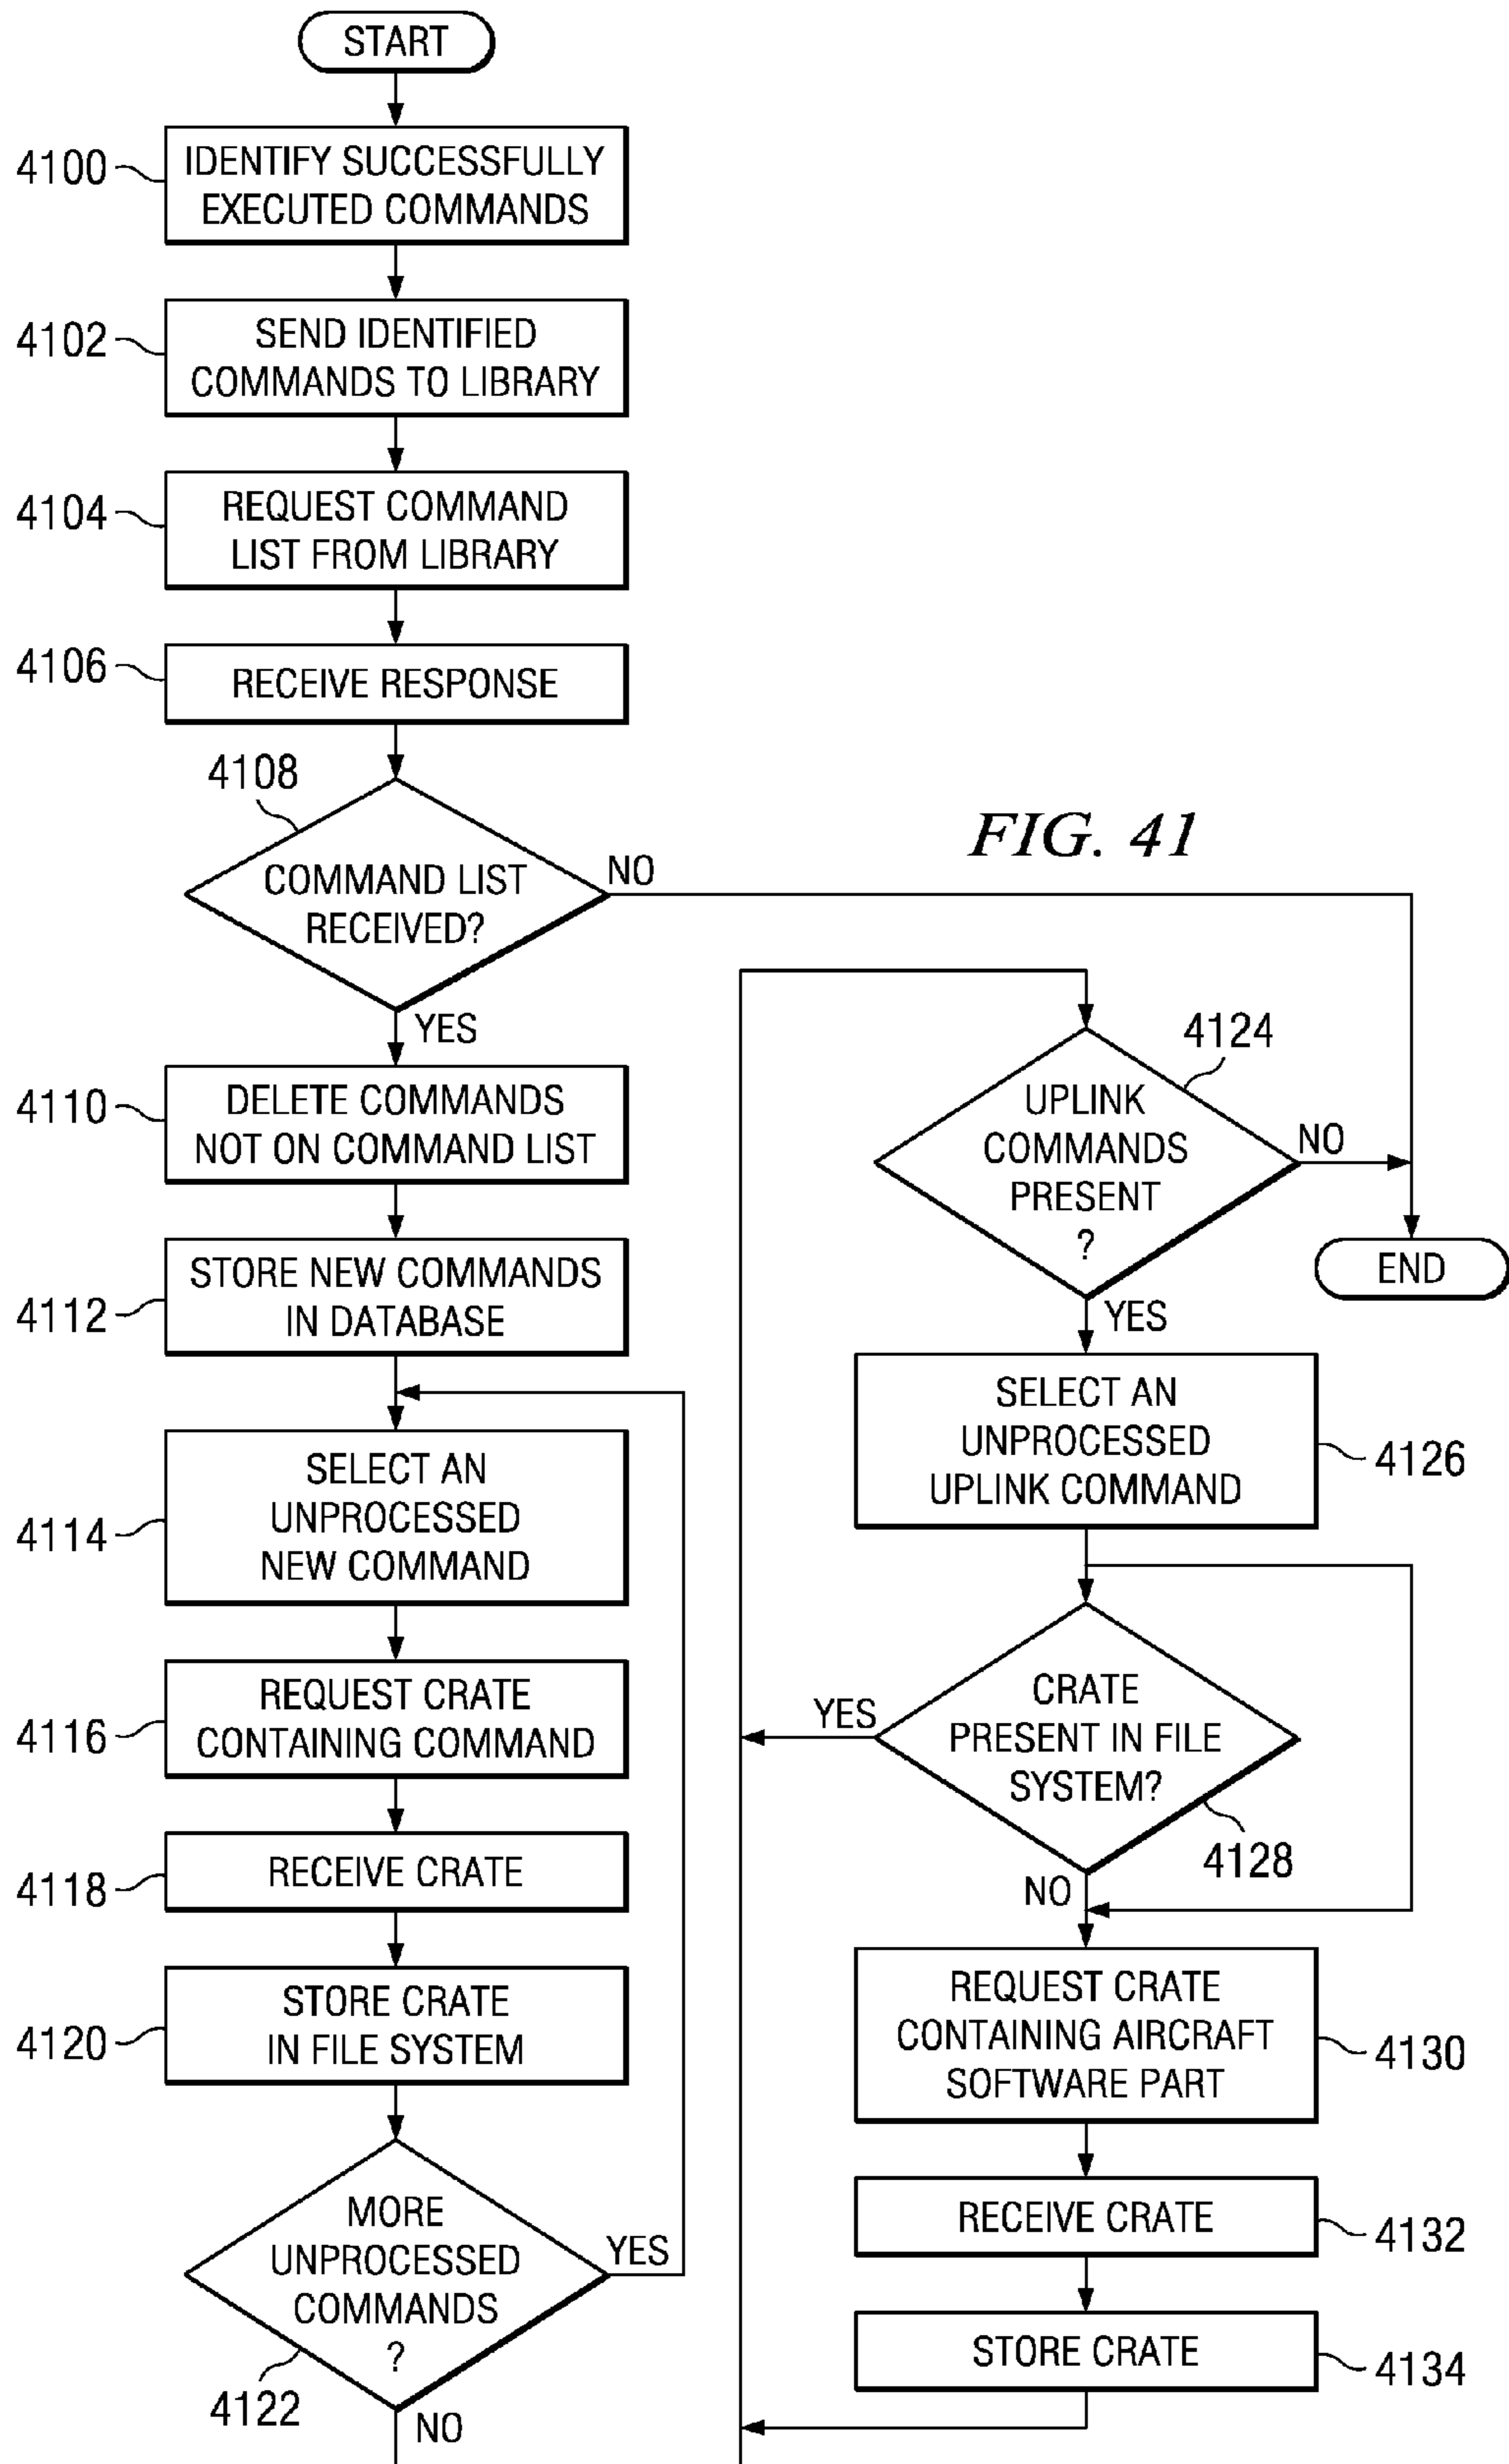 START
4100
IDENTIFY SUCCESSFULLY
EXECUTED COMMANDS
4102
SEND IDENTIFIED
COMMANDS TO LIBRARY
4104
REQUEST COMMAND
LIST FROM LIBRARY
4106
RECEIVE RESPONSE
4108
COMMAND LIST
RECEIVED?
NO
YES
4110
DELETE COMMANDS
NOT ON COMMAND LIST
4112
STORE NEW COMMANDS
IN DATABASE
4114
SELECT AN
UNPROCESSED
NEW COMMAND
4116
REQUEST CRATE
CONTAINING COMMAND
4118
RECEIVE CRATE
4120
STORE CRATE
IN FILE SYSTEM
MORE
UNPROCESSED
COMMANDS
?
YES
4122
NO
FIG. 41
4124
UPLINK
COMMANDS
PRESENT
?
NO
END
YES
SELECT AN
UNPROCESSED
UPLINK COMMAND
4126
CRATE
PRESENT IN FILE
SYSTEM?
YES
4128
NO
REQUEST CRATE
CONTAINING AIRCRAFT
SOFTWARE PART
4130
RECEIVE CRATE
4132
STORE CRATE
4134